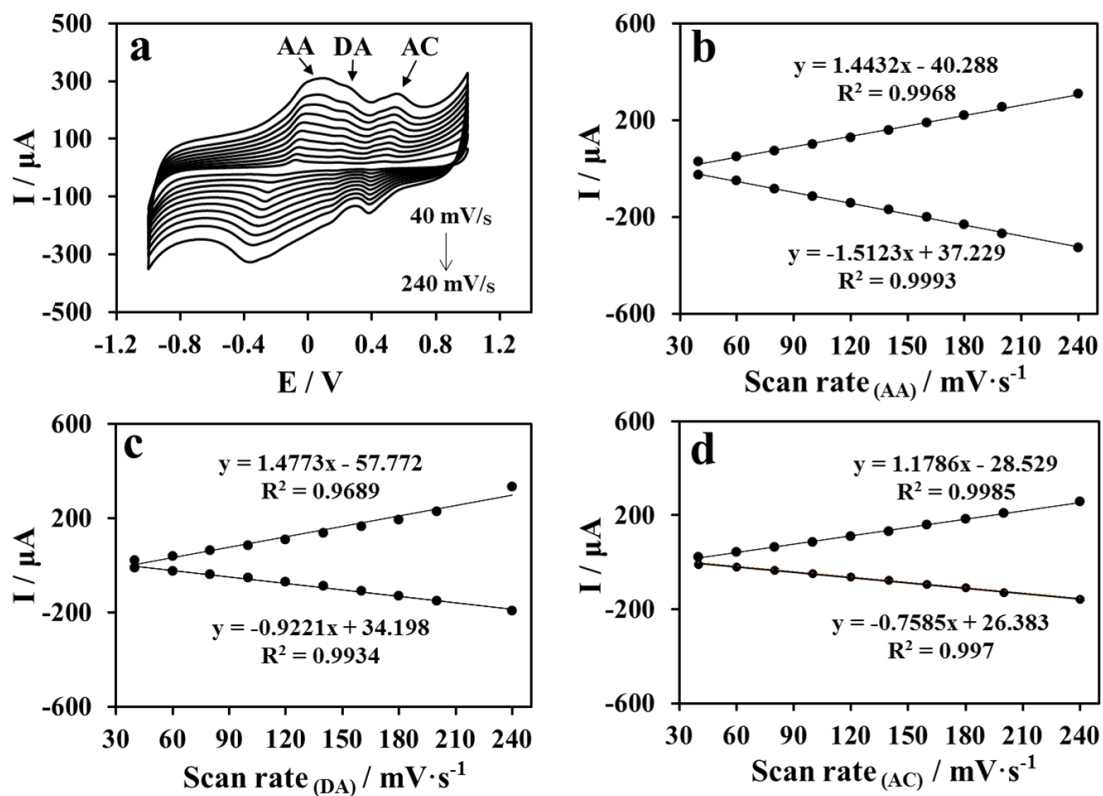 a
AA DA AC
500
300
100
-100
-300
-500
I / µA
40 mV/s
240 mV/s
-1.2 -0.8 -0.4 0 0.4 0.8 1.2
E / V
b
600
200
-200
-600
I / µA
y = 1.4432x - 40.288
R² = 0.9968
y = -1.5123x + 37.229
R² = 0.9993
30 60 90 120 150 180 210 240
Scan rate (AA) / mV·s⁻¹
c
600
200
-200
-600
I / µA
y = 1.4773x - 57.772
R² = 0.9689
y = -0.9221x + 34.198
R² = 0.9934
30 60 90 120 150 180 210 240
Scan rate (DA) / mV·s⁻¹
d
600
200
-200
-600
I / µA
y = 1.1786x - 28.529
R² = 0.9985
y = -0.7585x + 26.383
R² = 0.997
30 60 90 120 150 180 210 240
Scan rate (AC) / mV·s⁻¹